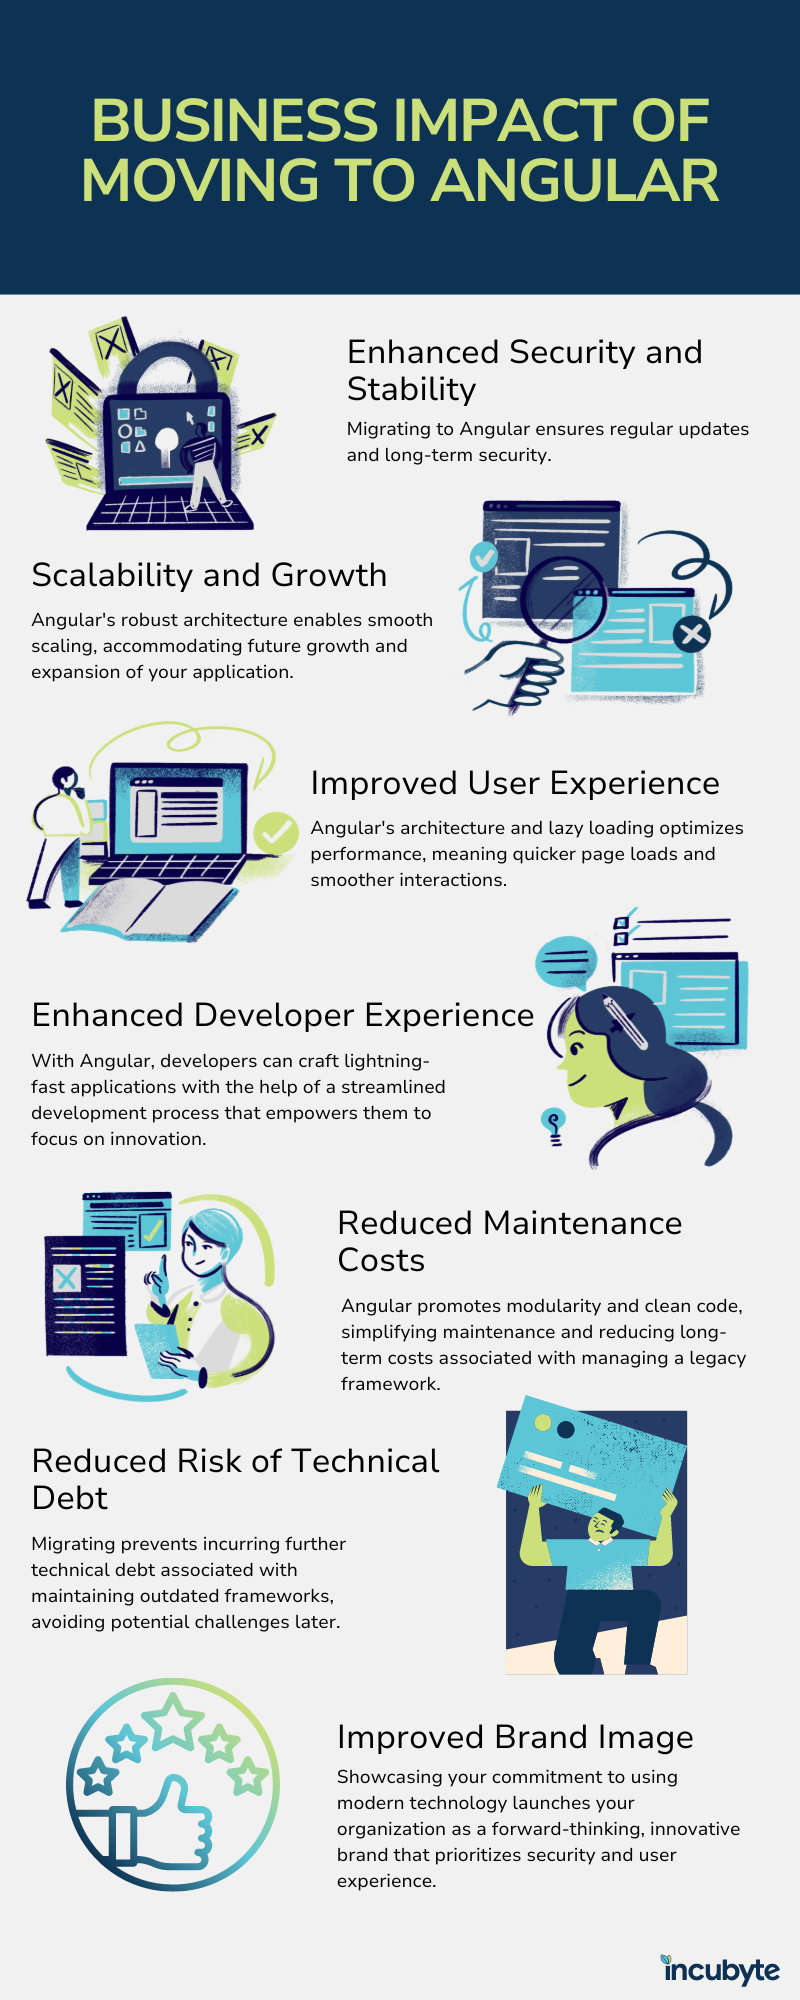 BUSINESS IMPACT OF
MOVING TO ANGULAR
Enhanced Security and
Stability
Migrating to Angular ensures regular updates
and long-term security.
Scalability and Growth
Angular's robust architecture enables smooth
scaling, accommodating future growth and
expansion of your application.
Improved User Experience
Angular's architecture and lazy loading optimizes
performance, meaning quicker page loads and
smoother interactions.
Enhanced Developer Experience
With Angular, developers can craft lightning-
fast applications with the help of a streamlined
development process that empowers them to
focus on innovation.
Reduced Maintenance
Costs
Angular promotes modularity and clean code,
simplifying maintenance and reducing long-
term costs associated with managing a legacy
framework.
Reduced Risk of Technical
Debt
Migrating prevents incurring further
technical debt associated with
maintaining outdated frameworks,
avoiding potential challenges later.
Improved Brand Image
Showcasing your commitment to using
modern technology launches your
organization as a forward-thinking, innovative
brand that prioritizes security and user
experience.
incubyte